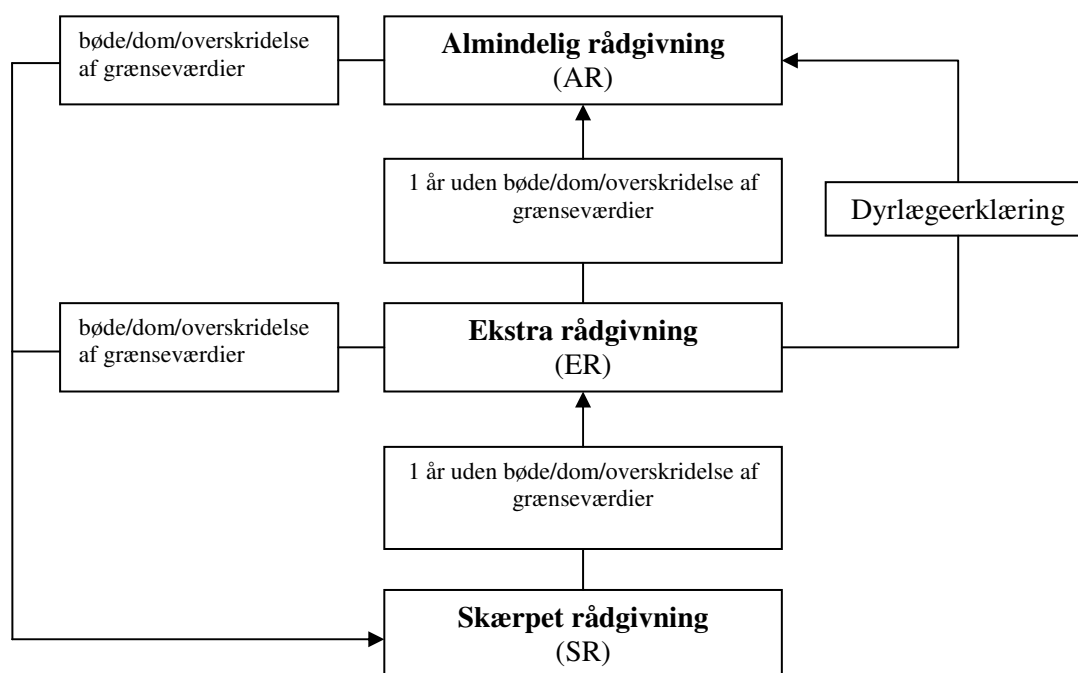 bøde/dom/overskridelse
af grænseværdier
Almindelig rådgivning
(AR)
1 år uden bøde/dom/overskridelse af
grænseværdier
Dyrlægeerklæring
bøde/dom/overskridelse
af grænseværdier
Ekstra rådgivning
(ER)
1 år uden bøde/dom/overskridelse af
grænseværdier
Skærpet rådgivning
(SR)